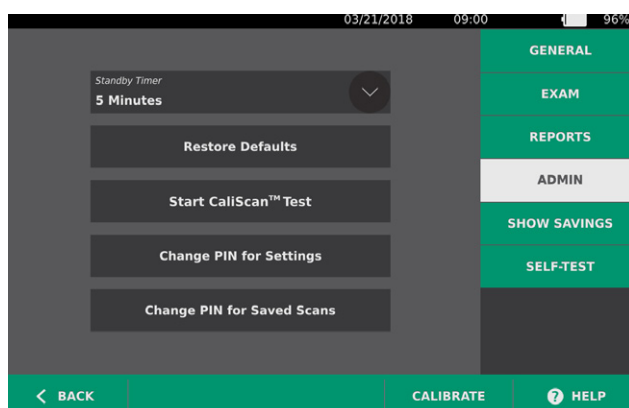 03/21/2018 09:00 96%
GENERAL
Standby Timer
5 Minutes
EXAM
Restore Defaults
REPORTS
ADMIN
Start CaliScan™ Test
SHOW SAVINGS
Change PIN for Settings
SELF-TEST
Change PIN for Saved Scans
BACK
CALIBRATE
? HELP